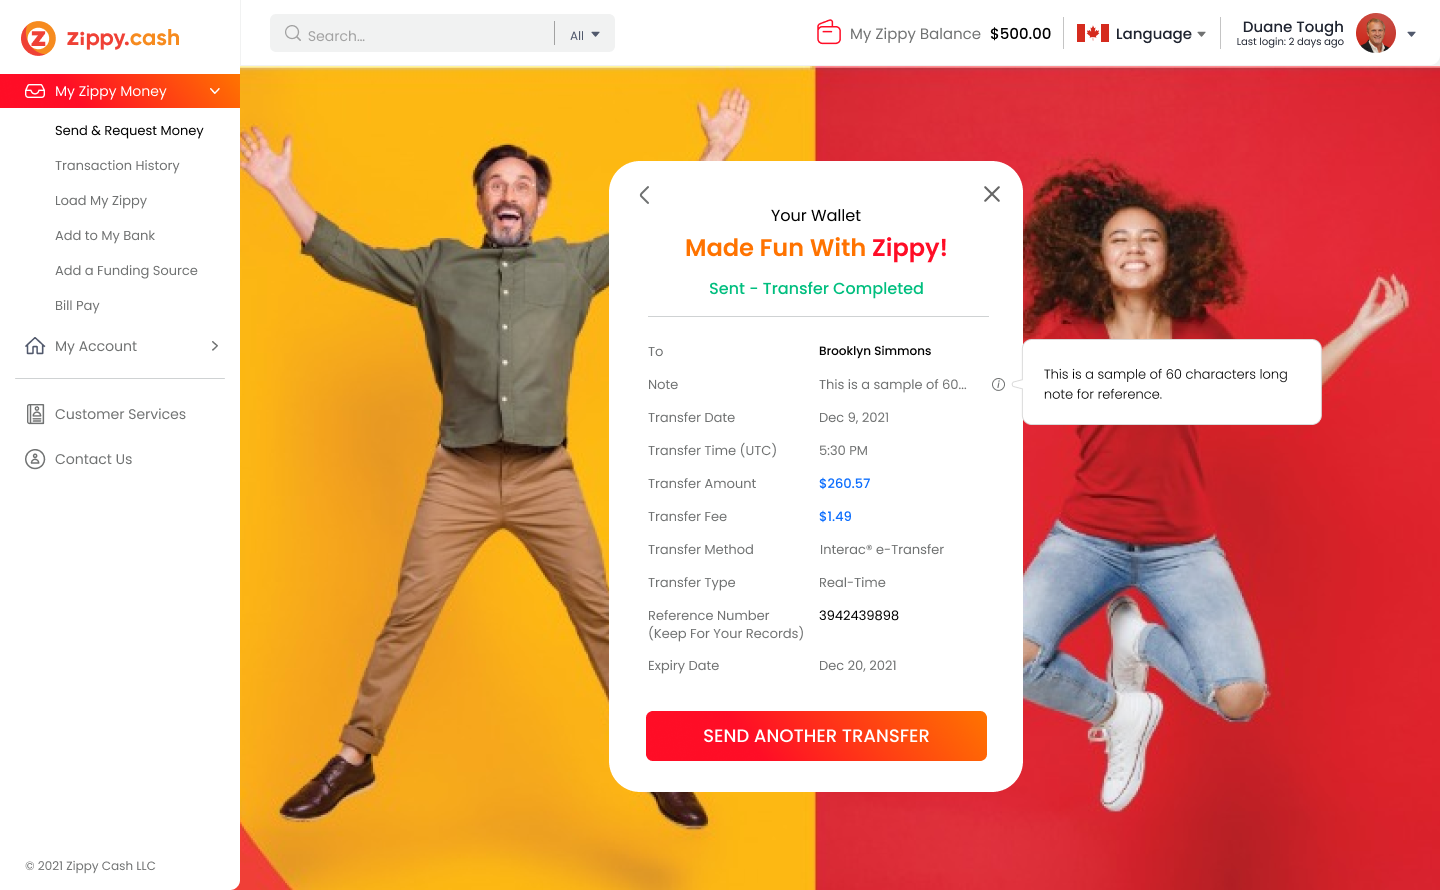 zippy.cash
Search...
All
My Zippy Balance $500.00
Language
Duane Tough
Last login: 2 days ago
My Zippy Money
Send & Request Money
Transaction History
Load My Zippy
Add to My Bank
Add a Funding Source
Bill Pay
My Account
Customer Services
Contact Us
© 2021 Zippy Cash LLC
Your Wallet
Made Fun With Zippy!
Sent - Transfer Completed
To Brooklyn Simmons
Note This is a sample of 60...
Transfer Date Dec 9, 2021
Transfer Time (UTC) 5:30 PM
Transfer Amount $260.57
Transfer Fee $1.49
Transfer Method Interac® e-Transfer
Transfer Type Real-Time
Reference Number 3942439898
(Keep For Your Records)
Expiry Date Dec 20, 2021
SEND ANOTHER TRANSFER
This is a sample of 60 characters long
note for reference.